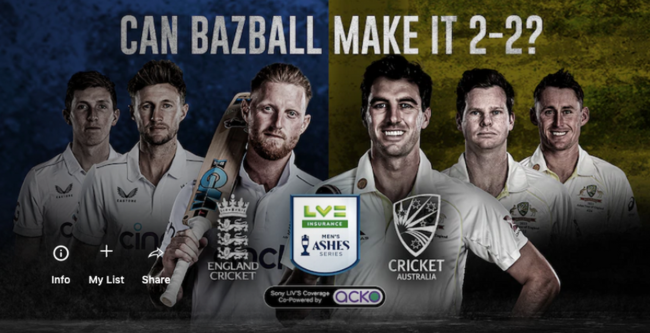 CAN BAZBALL MAKE IT 2-2?
ENGLAND
CRICKET
LVE
INSURANCE
MEN'S
ASHES
SERIES
CRICKET
AUSTRALIA
Info
My List
Share
Sony LIV'S Coverage
Co-Powered by
acko